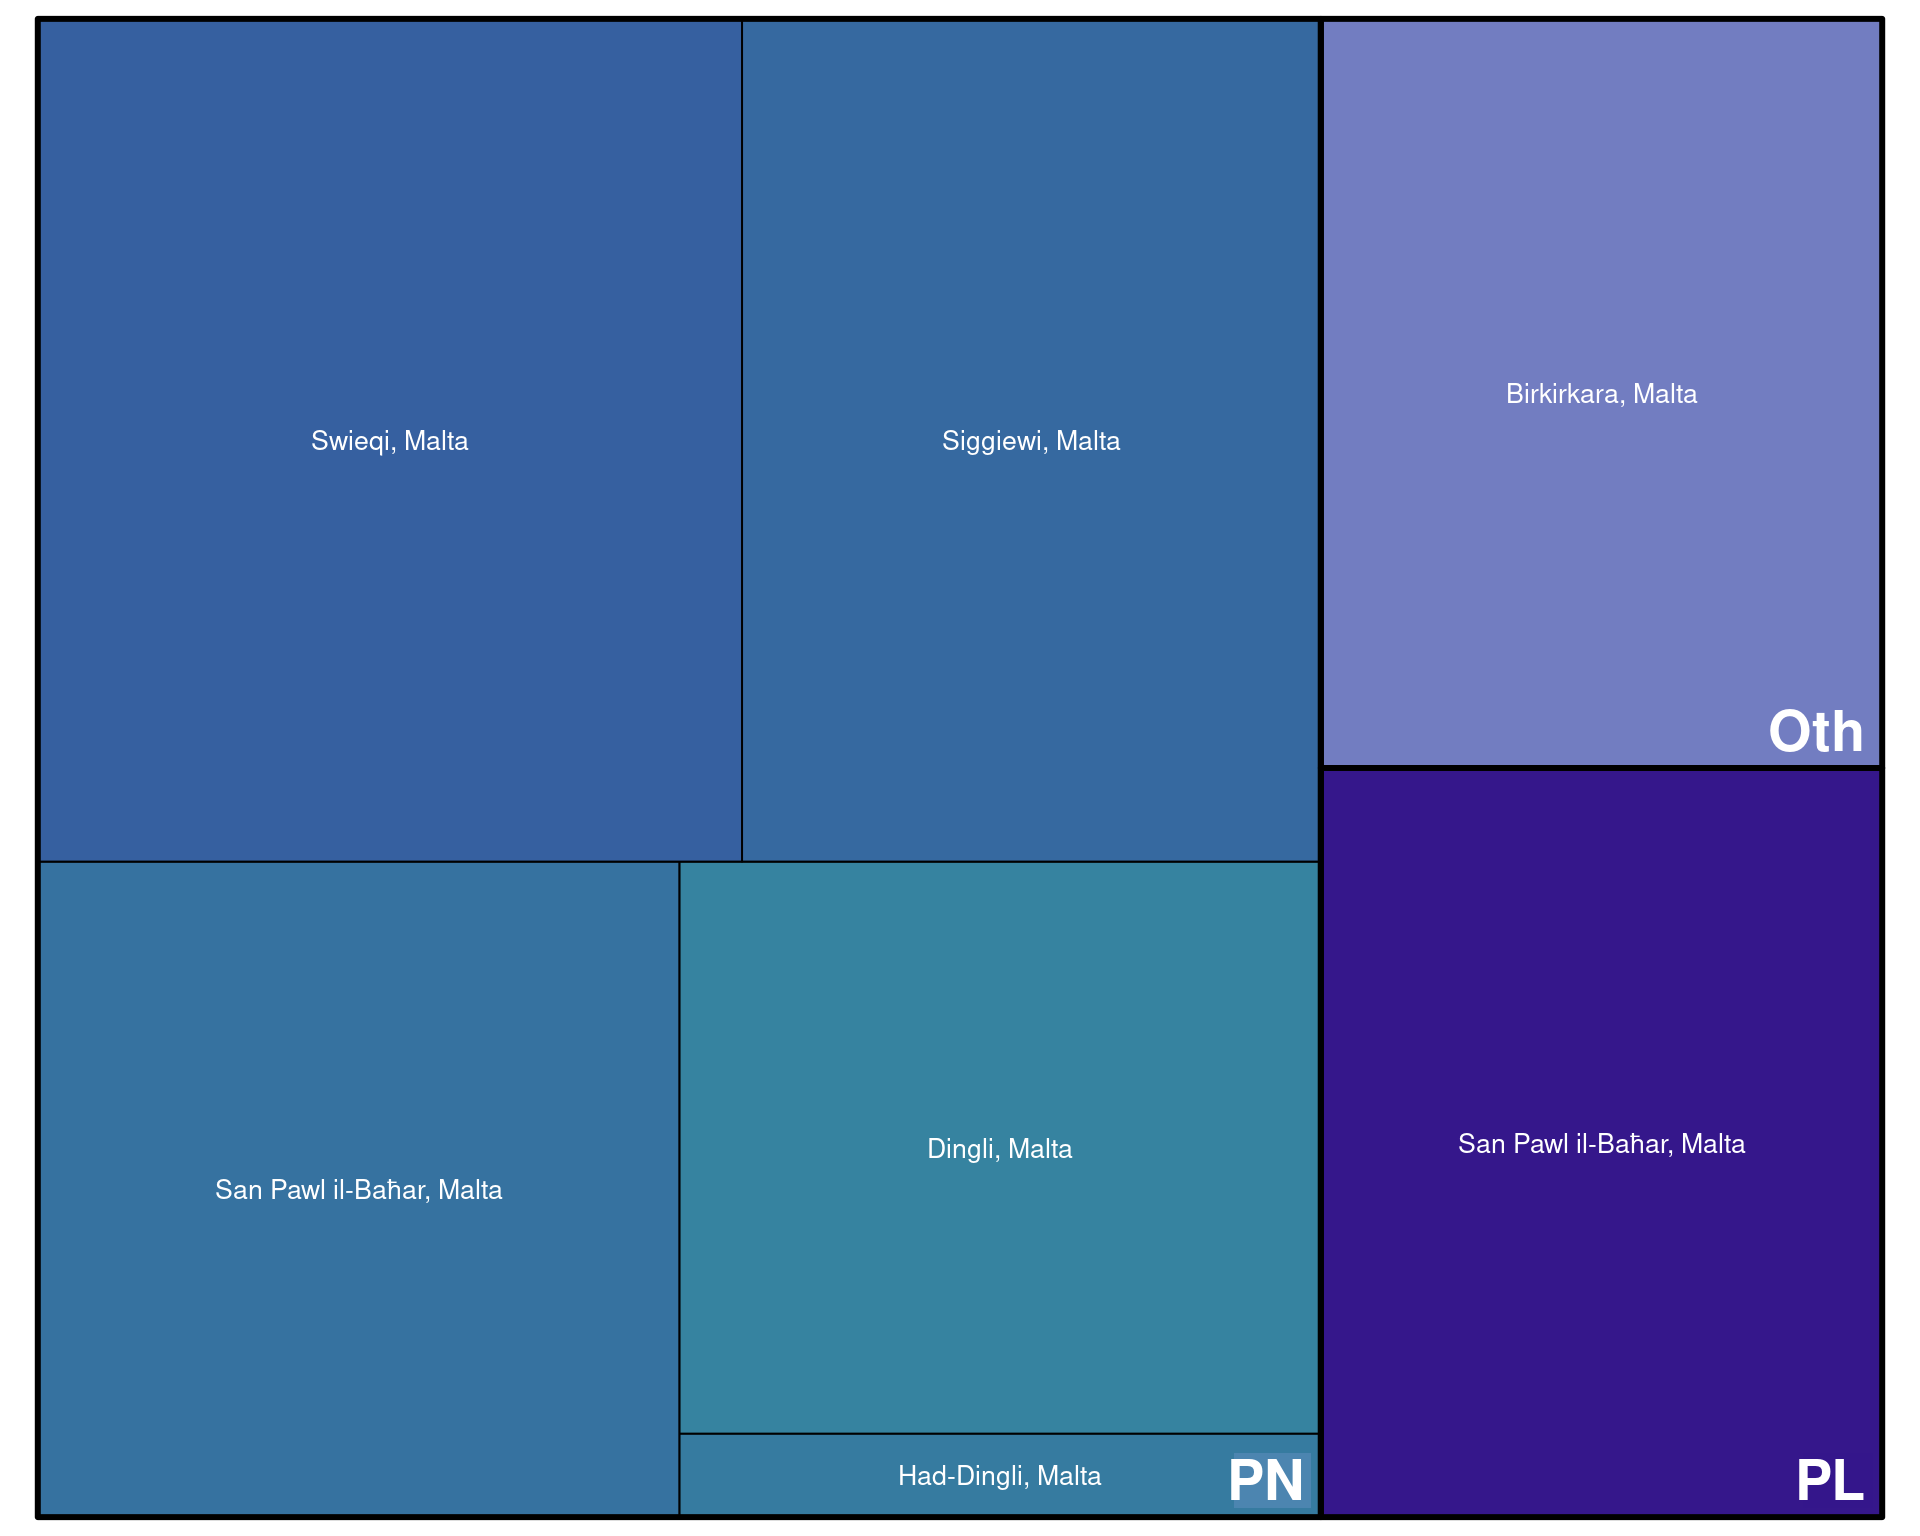 Swieqi, Malta
Siggiewi, Malta
Birkirkara, Malta
Oth
San Pawl il-Baħar, Malta
Dingli, Malta
Had-Dingli, Malta
PN
San Pawl il-Baħar, Malta
PL